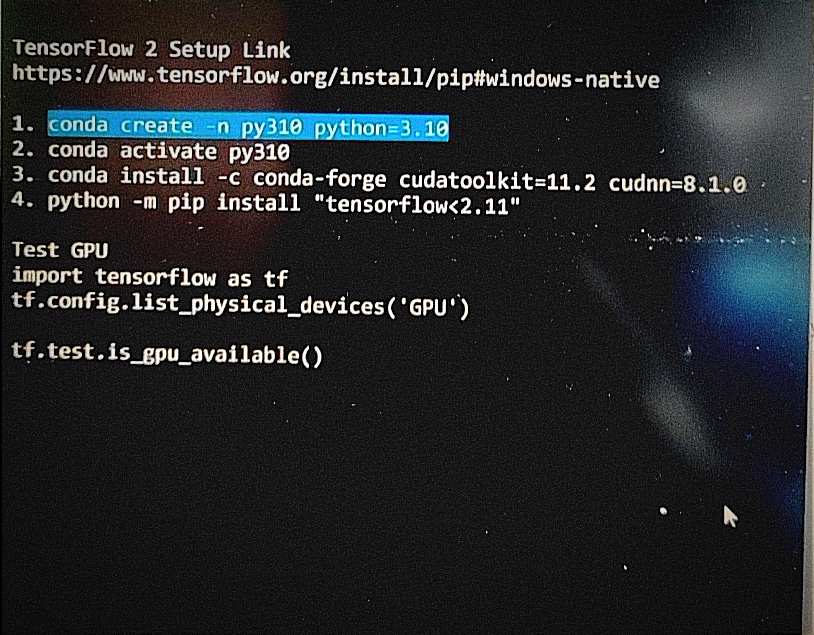 TensorFlow 2 Setup Link
https://www.tensorflow.org/install/pip#windows-native
1. conda create -n py310 python=3.10
2. conda activate py310
3. conda install -c conda-forge cudatoolkit=11.2 cudnn=8.1.0
4. python -m pip install "tensorflow<2.11"
Test GPU
import tensorflow as tf
tf.config.list_physical_devices('GPU')
tf.test.is_gpu_available()